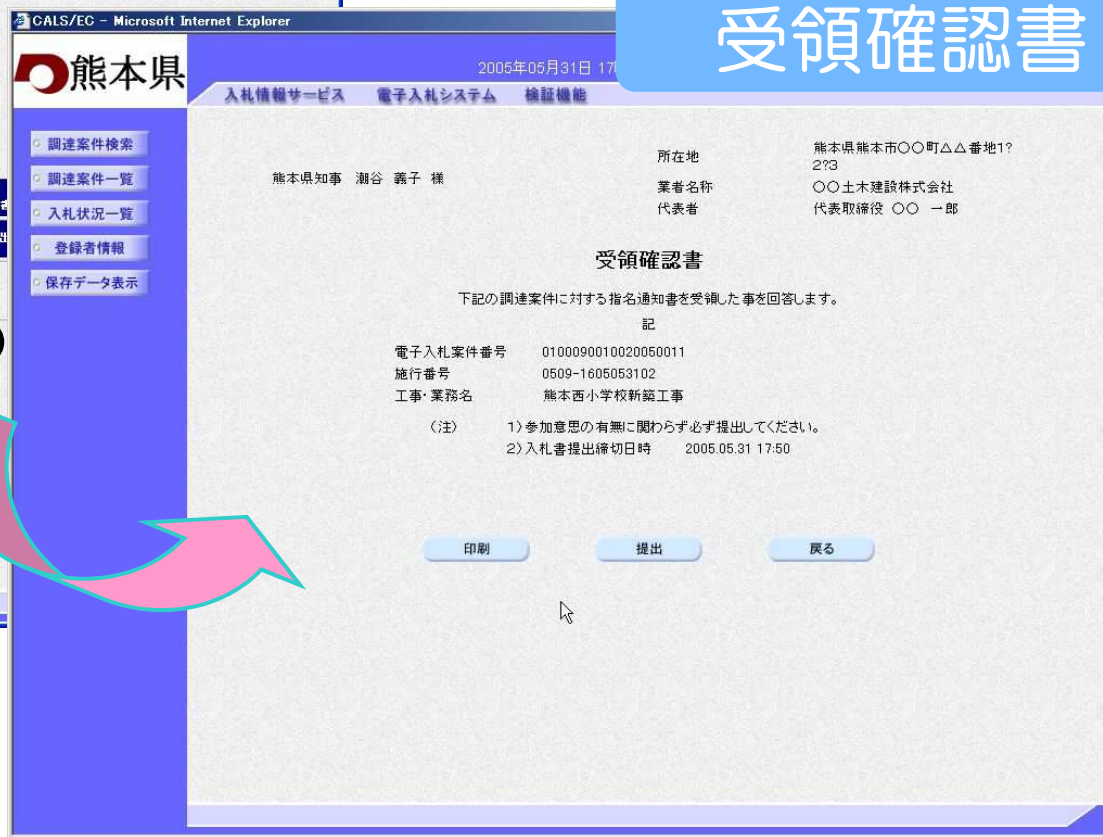 CALS/EC - Microsoft Internet Explorer
受領確認書
熊本県
2005年05月31日 17
入札情報サービス 電子入札システム 検証機能
調達案件検索
調達案件一覧
入札状況一覧
登録者情報
保存データ表示
熊本県知事 潮谷 義子 様
所在地 熊本県熊本市〇〇町△△番地1?
2?3
業者名称 〇〇土木建設株式会社
代表者 代表取締役 〇〇 一郎
受領確認書
下記の調達案件に対する指名通知書を受領した事を回答します。
記
電子入札案件番号 0100090010020050011
施行番号 0509-1605053102
工事・業務名 熊本西小学校新築工事
(注) 1)参加意思の有無に関わらず必ず提出してください。
2)入札書提出締切日時 2005.05.31 17:50
印刷 提出 戻る